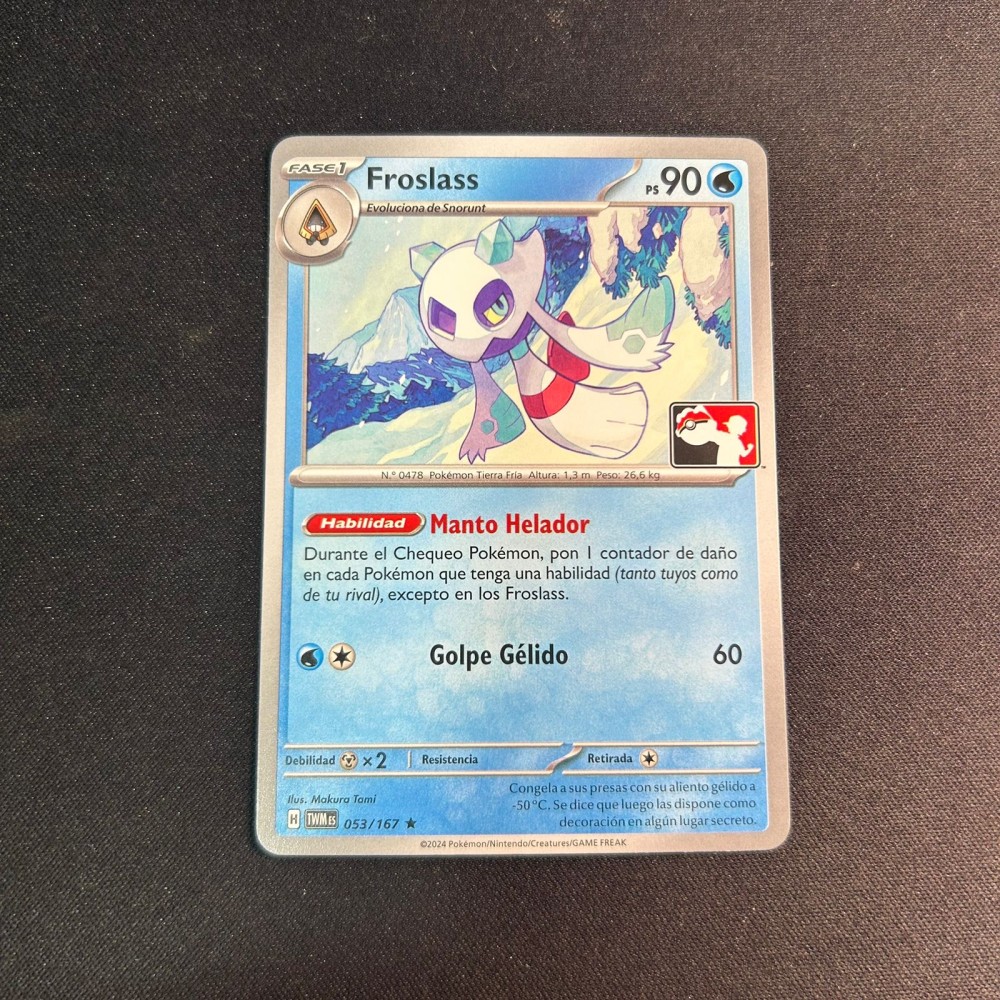 FASE 1
Froslass
PS 90
Evoluciona de Snorunt
N.º 0478 Pokémon Tierra Fría Altura: 1,3 m Peso: 26,6 kg
Habilidad Manto Helador
Durante el Chequeo Pokémon, pon 1 contador de daño
en cada Pokémon que tenga una habilidad (tanto tuyos como
de tu rival), excepto en los Froslass.
Golpe Gélido 60
Debilidad ×2 Resistencia Retirada
Congela a sus presas con su aliento gélido a
-50 °C. Se dice que luego las dispone como
decoración en algún lugar secreto.
Ilus. Makura Tami
H TWM ES 053/167 ★
©2024 Pokémon/Nintendo/Creatures/GAME FREAK